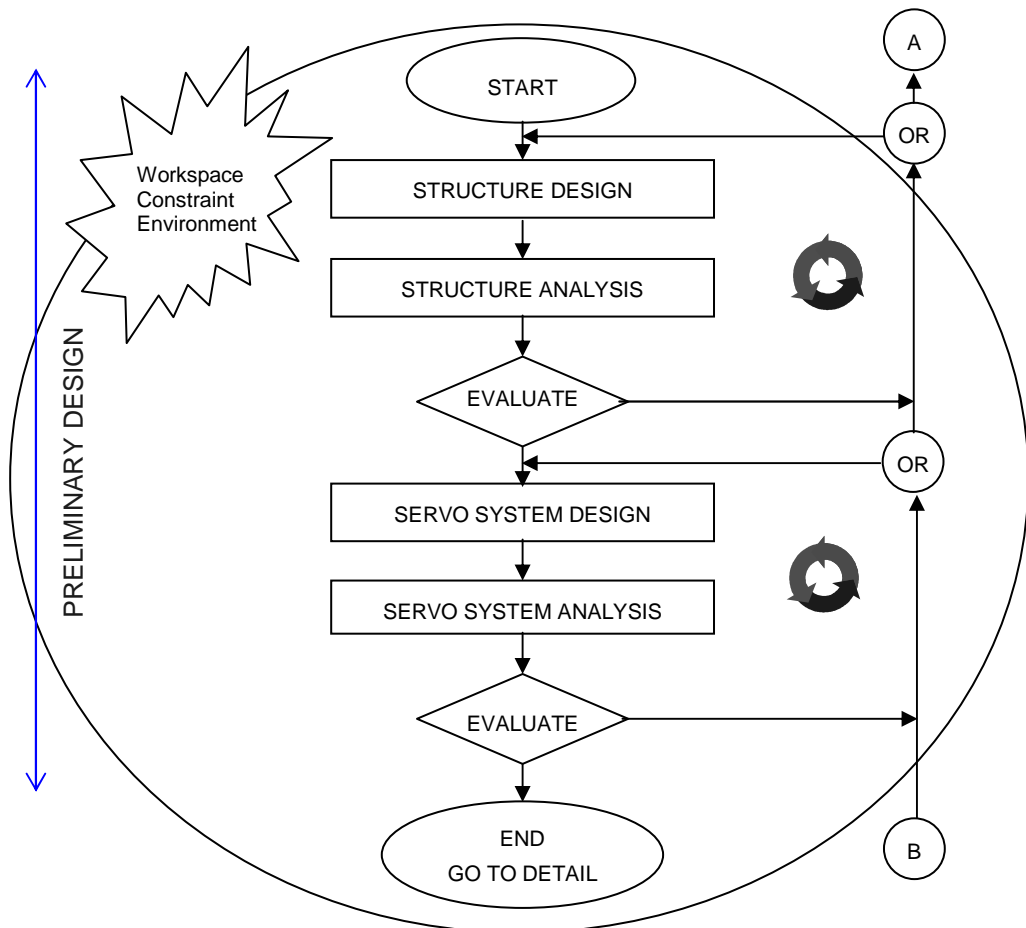 A
START
OR
Workspace
Constraint
Environment
STRUCTURE DESIGN
STRUCTURE ANALYSIS
EVALUATE
PRELIMINARY DESIGN
OR
SERVO SYSTEM DESIGN
SERVO SYSTEM ANALYSIS
EVALUATE
END
GO TO DETAIL
B